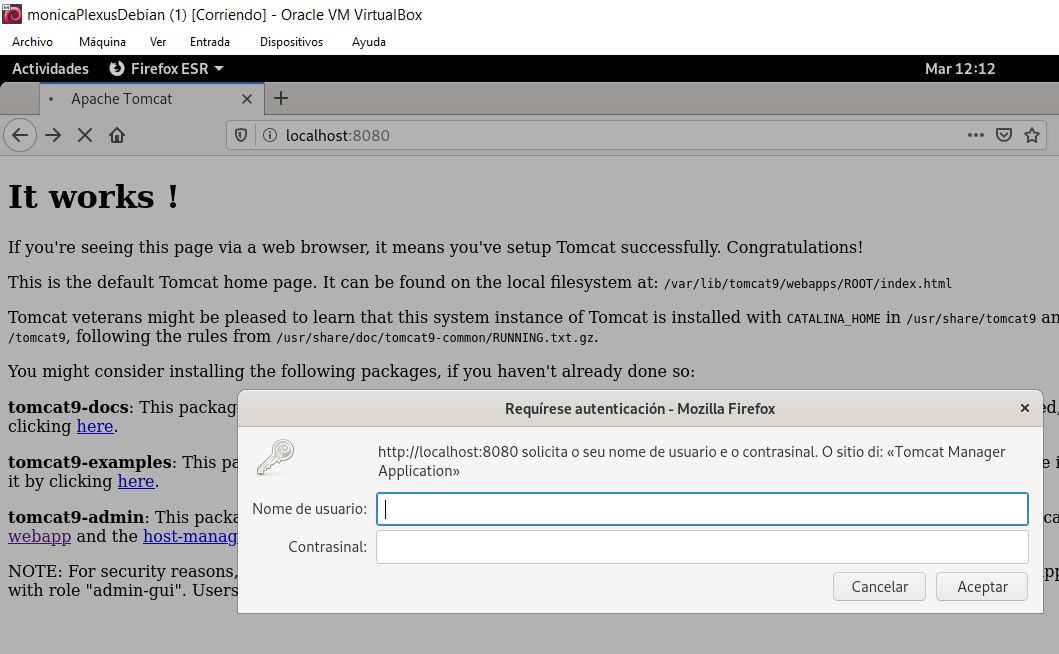 monicaPlexusDebian (1) [Corriendo] - Oracle VM VirtualBox
Archivo Máquina Ver Entrada Dispositivos Ayuda
Actividades Firefox ESR Mar 12:12
Apache Tomcat
localhost:8080
It works !
If you're seeing this page via a web browser, it means you've setup Tomcat successfully. Congratulations!
This is the default Tomcat home page. It can be found on the local filesystem at: /var/lib/tomcat9/webapps/ROOT/index.html
Tomcat veterans might be pleased to learn that this system instance of Tomcat is installed with CATALINA_HOME in /usr/share/tomcat9 an
/tomcat9, following the rules from /usr/share/doc/tomcat9-common/RUNNING.txt.gz.
You might consider installing the following packages, if you haven't already done so:
tomcat9-docs: This packag
clicking here.
tomcat9-examples: This pa
it by clicking here.
tomcat9-admin: This packa
webapp and the host-manag
NOTE: For security reasons,
with role "admin-gui". Users
Requírese autenticación - Mozilla Firefox
http://localhost:8080 solicita o seu nome de usuario e o contrasinal. O sitio di: «Tomcat Manager
Application»
Nome de usuario:
Contrasinal:
Cancelar Aceptar